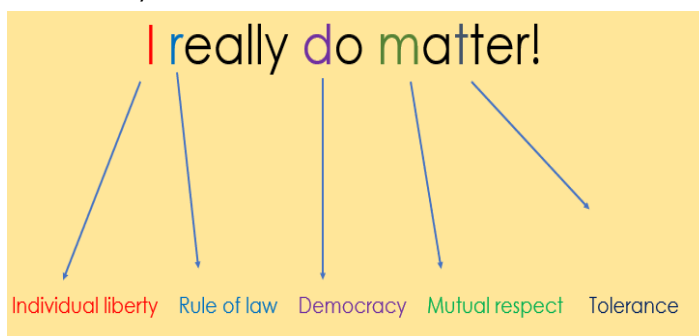 I really do matter!
Individual liberty Rule of law Democracy Mutual respect Tolerance